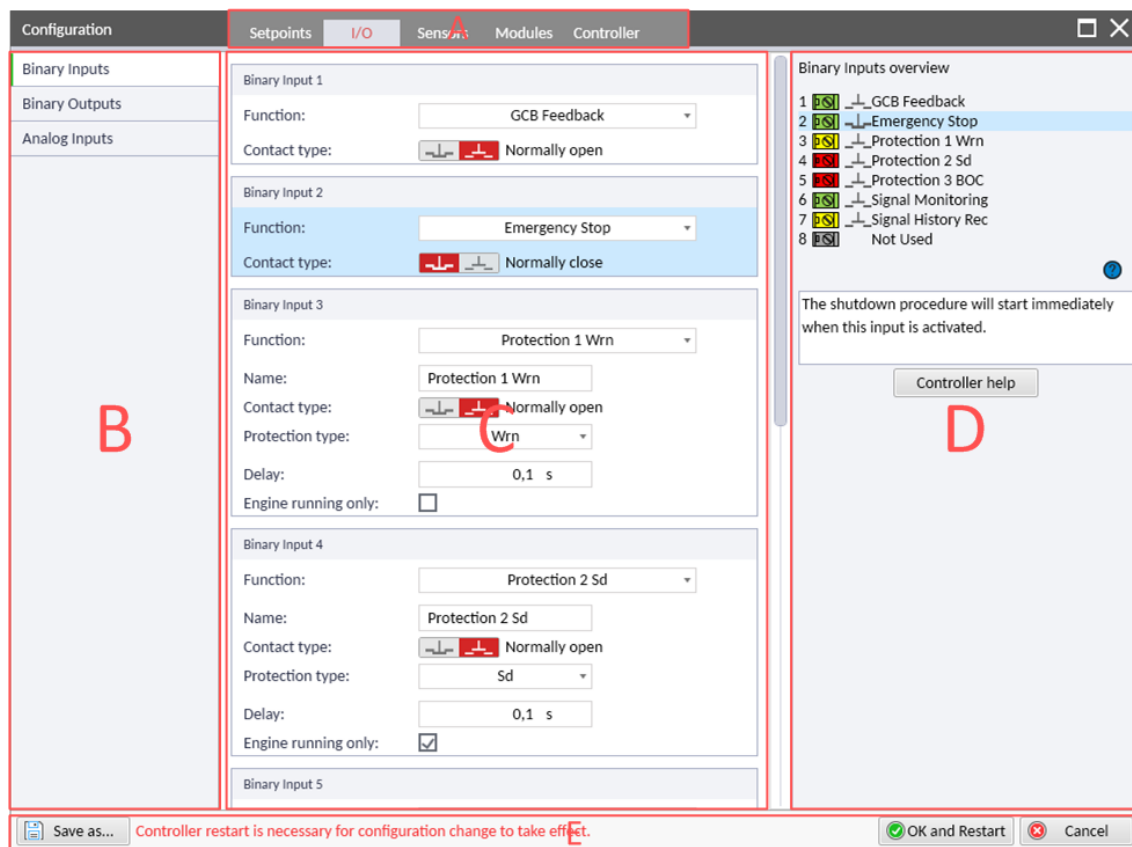 Configuration
Setpoints I/O Sensors Modules Controller
A
Binary Inputs
Binary Outputs
Analog Inputs
B
Binary Input 1
Function: GCB Feedback
Contact type: Normally open
Binary Input 2
Function: Emergency Stop
Contact type: Normally close
Binary Input 3
Function: Protection 1 Wrn
Name: Protection 1 Wrn
Contact type: Normally open
Protection type: Wrn
Delay: 0,1 s
Engine running only:
C
Binary Input 4
Function: Protection 2 Sd
Name: Protection 2 Sd
Contact type: Normally open
Protection type: Sd
Delay: 0,1 s
Engine running only:
Binary Input 5
Binary Inputs overview
1 GCB Feedback
2 Emergency Stop
3 Protection 1 Wrn
4 Protection 2 Sd
5 Protection 3 BOC
6 Signal Monitoring
7 Signal History Rec
8 Not Used
?
The shutdown procedure will start immediately
when this input is activated.
Controller help
D
Save as... Controller restart is necessary for configuration change to take effect. OK and Restart Cancel
E